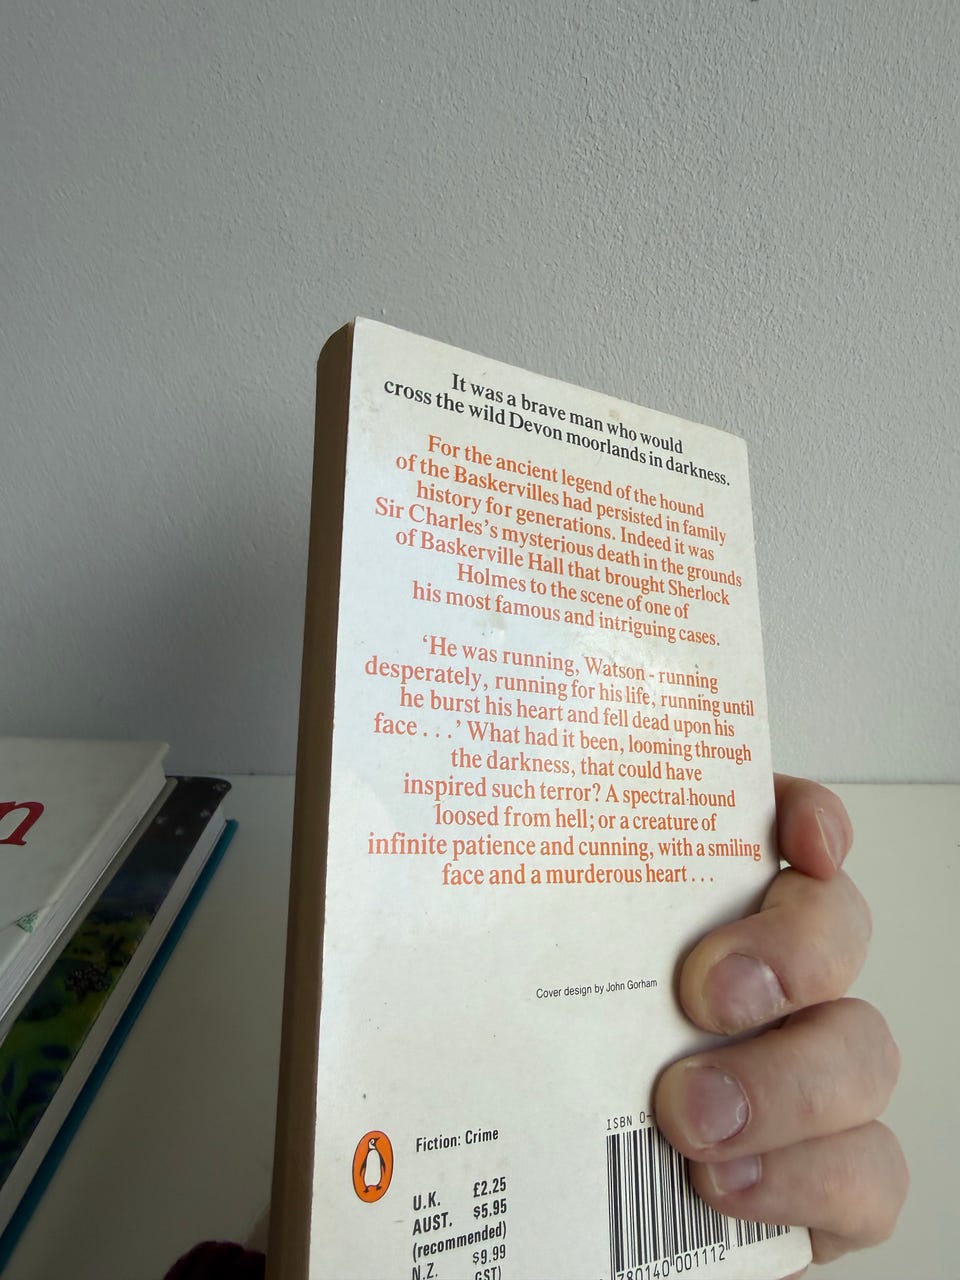 It was a brave man who would
cross the wild Devon moorlands in darkness.
For the ancient legend of the hound
of the Baskervilles had persisted in family
history for generations. Indeed it was
Sir Charles's mysterious death in the grounds
of Baskerville Hall that brought Sherlock
Holmes to the scene of one of
his most famous and intriguing cases.
'He was running, Watson - running
desperately, running for his life, running until
he burst his heart and fell dead upon his
face . . .' What had it been, looming through
the darkness, that could have
inspired such terror? A spectral hound
loosed from hell; or a creature of
infinite patience and cunning, with a smiling
face and a murderous heart . . .
Cover design by John Gorham
Fiction: Crime
U.K. £2.25
AUST. $5.95
(recommended)
N.Z. $9.99
GST)
ISBN 0-
780140 001112
n